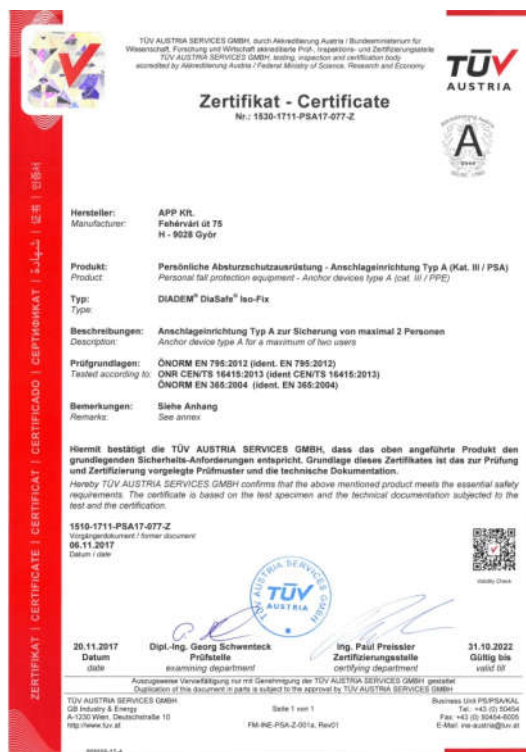 TÜV AUSTRIA SERVICES GMBH, durch Akkreditierung Austria / Bundesministerium für
Wissenschaft, Forschung und Wirtschaft akkreditierte Prüf-, Inspektions- und Zertifizierungsstelle
TÜV AUSTRIA SERVICES GMBH, testing, inspection and certification body
accredited by Akkreditierung Austria / Federal Ministry of Science, Research and Economy
TÜV
AUSTRIA
Zertifikat - Certificate
Nr.: 1530-1711-PSA17-077-Z
A
Hersteller: APP Kft.
Manufacturer: Fehérvári út 75
H - 9028 Győr
Produkt: Persönliche Absturzschutzausrüstung - Anschlageinrichtung Typ A (Kat. III / PSA)
Product: Personal fall protection equipment - Anchor devices type A (cat. III / PPE)
Typ: DIADEM® DiaSafe® Iso-Fix
Type:
Beschreibungen: Anschlageinrichtung Typ A zur Sicherung von maximal 2 Personen
Description: Anchor device type A for a maximum of two users
Prüfgrundlagen: ÖNORM EN 795:2012 (ident. EN 795:2012)
Tested according to: ONR CEN/TS 16415:2013 (ident CEN/TS 16415:2013)
ÖNORM EN 365:2004 (ident. EN 365:2004)
Bemerkungen: Siehe Anhang
Remarks: See annex
Hiermit bestätigt die TÜV AUSTRIA SERVICES GMBH, dass das oben angeführte Produkt den
grundlegenden Sicherheits-Anforderungen entspricht. Grundlage dieses Zertifikates ist das zur Prüfung
und Zertifizierung vorgelegte Prüfmuster und die technische Dokumentation.
Hereby TÜV AUSTRIA SERVICES GMBH confirms that the above mentioned product meets the essential safety
requirements. The certificate is based on the test specimen and the technical documentation subjected to the
test and the certification.
1510-1711-PSA17-077-Z
Vorgängerdokument / former document
06.11.2017
Datum / date
Validity Check
TÜV AUSTRIA SERVICES GMBH
TÜV
AUSTRIA
20.11.2017 Dipl.-Ing. Georg Schwenteck Ing. Paul Preissler 31.10.2022
Datum Prüfstelle Zertifizierungsstelle Gültig bis
date examining department certifying department valid till
Auszugsweise Vervielfältigung nur mit Genehmigung der TÜV AUSTRIA SERVICES GMBH gestattet
Duplication of this document in parts is subject to the approval by TÜV AUSTRIA SERVICES GMBH
TÜV AUSTRIA SERVICES GMBH Business Unit PS/PSA/KAL
GB Industry & Energy Seite 1 von 1 Tel.: +43 (0) 50454
A-1230 Wien, Deutschstraße 10 Fax: +43 (0) 50454-6005
http://www.tuv.at FM-INE-PSA-Z-001a, Rev01 E-Mail: ine-austria@tuv.at
ZERTIFIKAT | CERTIFICATE | CERTIFICAT | CERTIFICADO | СЕРТИФИКАТ | شهادة | 证书 | 인증서